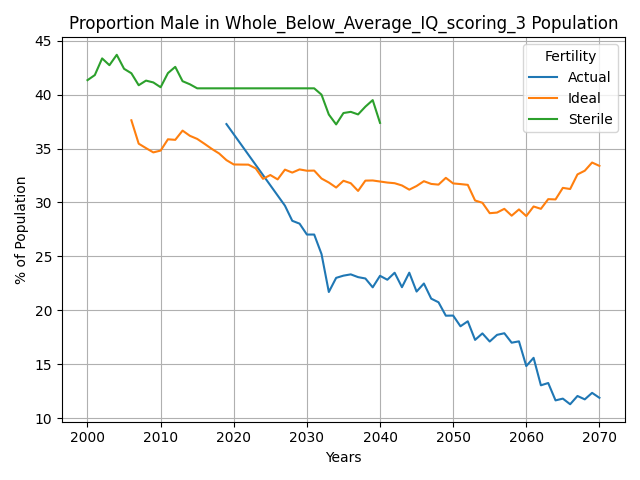 Proportion Male in Whole_Below_Average_IQ_scoring_3 Population
% of Population
45
40
35
30
25
20
15
10
Fertility
Actual
Ideal
Sterile
2000 2010 2020 2030 2040 2050 2060 2070
Years